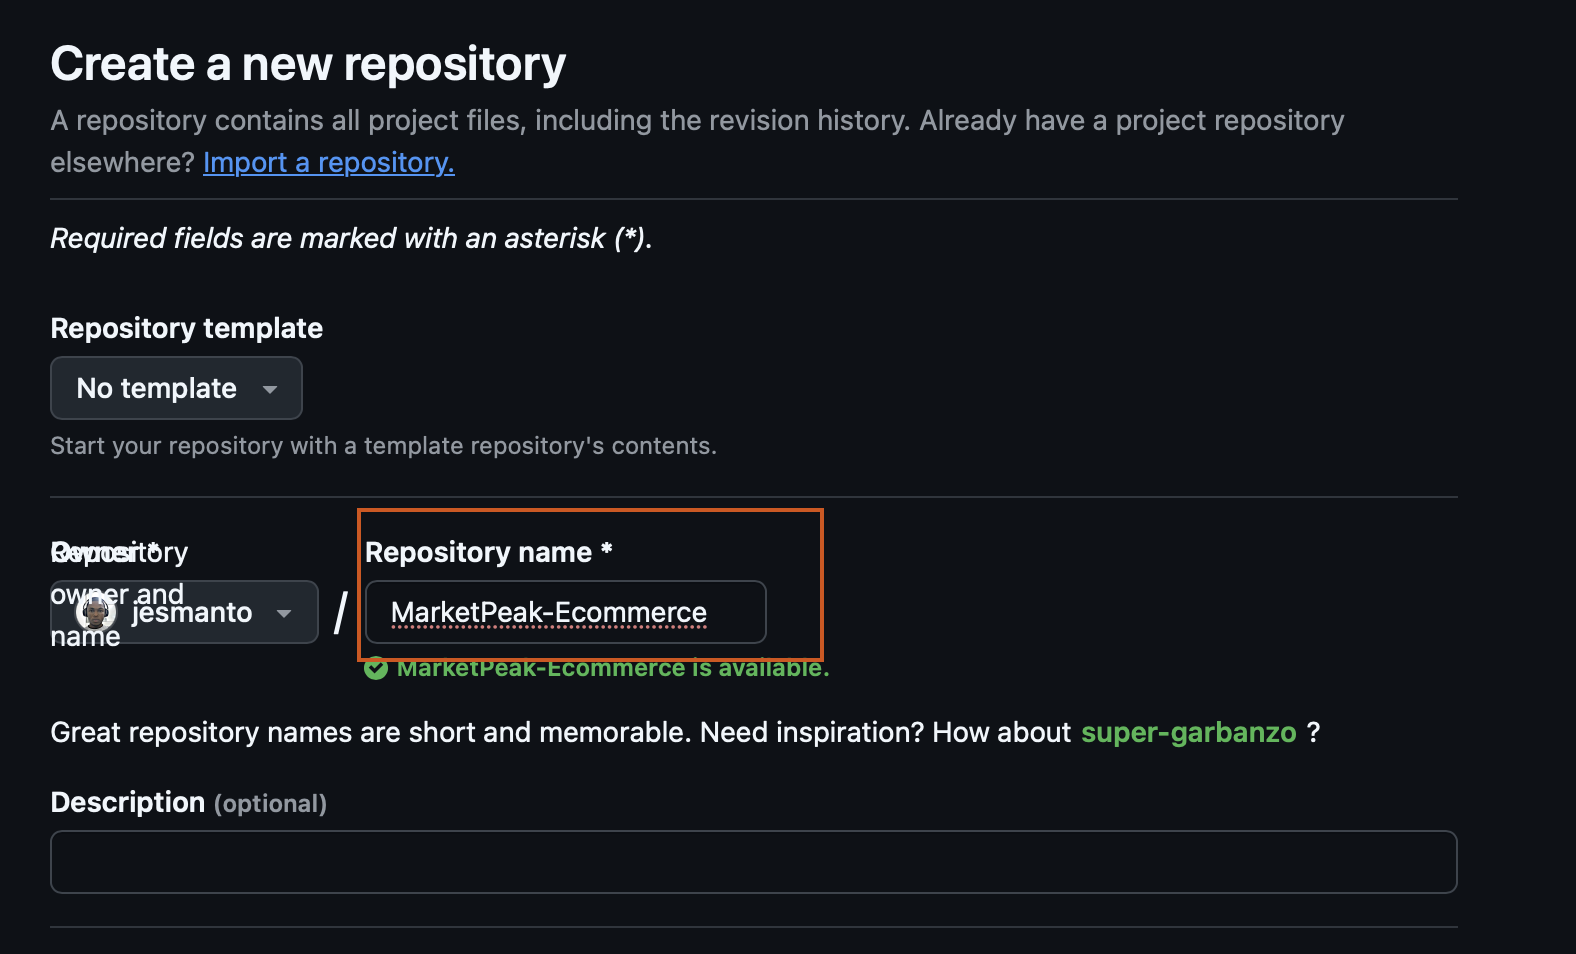 Create a new repository
A repository contains all project files, including the revision history. Already have a project repository
elsewhere? Import a repository.
Required fields are marked with an asterisk (*).
Repository template
No template
Start your repository with a template repository's contents.
Owner *
Repository
owner and
name
jesmanto
/
Repository name *
MarketPeak-Ecommerce
MarketPeak-Ecommerce is available.
Great repository names are short and memorable. Need inspiration? How about super-garbanzo ?
Description (optional)